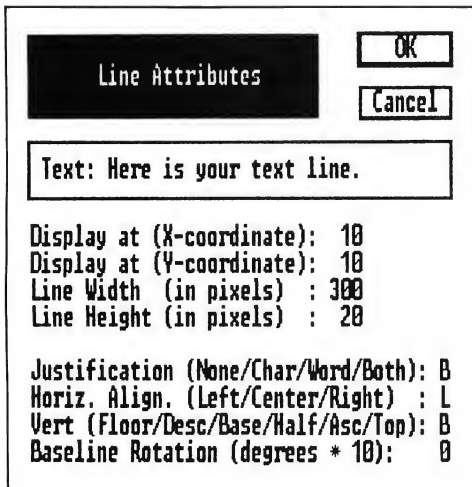 OK
Line Attributes
Cancel
Text: Here is your text line.
Display at (X-coordinate): 10
Display at (Y-coordinate): 10
Line Width (in pixels) : 300
Line Height (in pixels) : 20
Justification (None/Char/Word/Both): B
Horiz. Align. (Left/Center/Right) : L
Vert (Floor/Desc/Base/Half/Asc/Top): B
Baseline Rotation (degrees * 10): 0